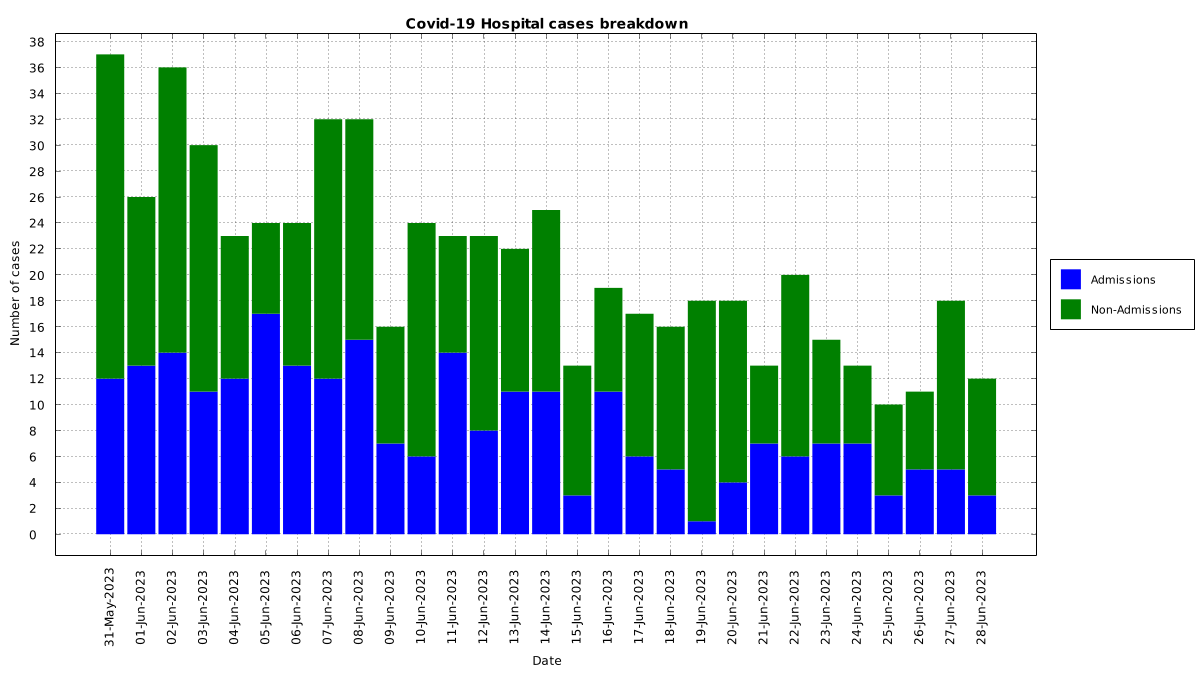 Covid-19 Hospital cases breakdown
38
36
34
32
30
28
26
24
22
20
18
16
14
12
10
8
6
4
2
0
Number of cases
31-May-2023
01-Jun-2023
02-Jun-2023
03-Jun-2023
04-Jun-2023
05-Jun-2023
06-Jun-2023
07-Jun-2023
08-Jun-2023
09-Jun-2023
10-Jun-2023
11-Jun-2023
12-Jun-2023
13-Jun-2023
14-Jun-2023
15-Jun-2023
16-Jun-2023
17-Jun-2023
18-Jun-2023
19-Jun-2023
20-Jun-2023
21-Jun-2023
22-Jun-2023
23-Jun-2023
24-Jun-2023
25-Jun-2023
26-Jun-2023
27-Jun-2023
28-Jun-2023
Date
Admissions
Non-Admissions